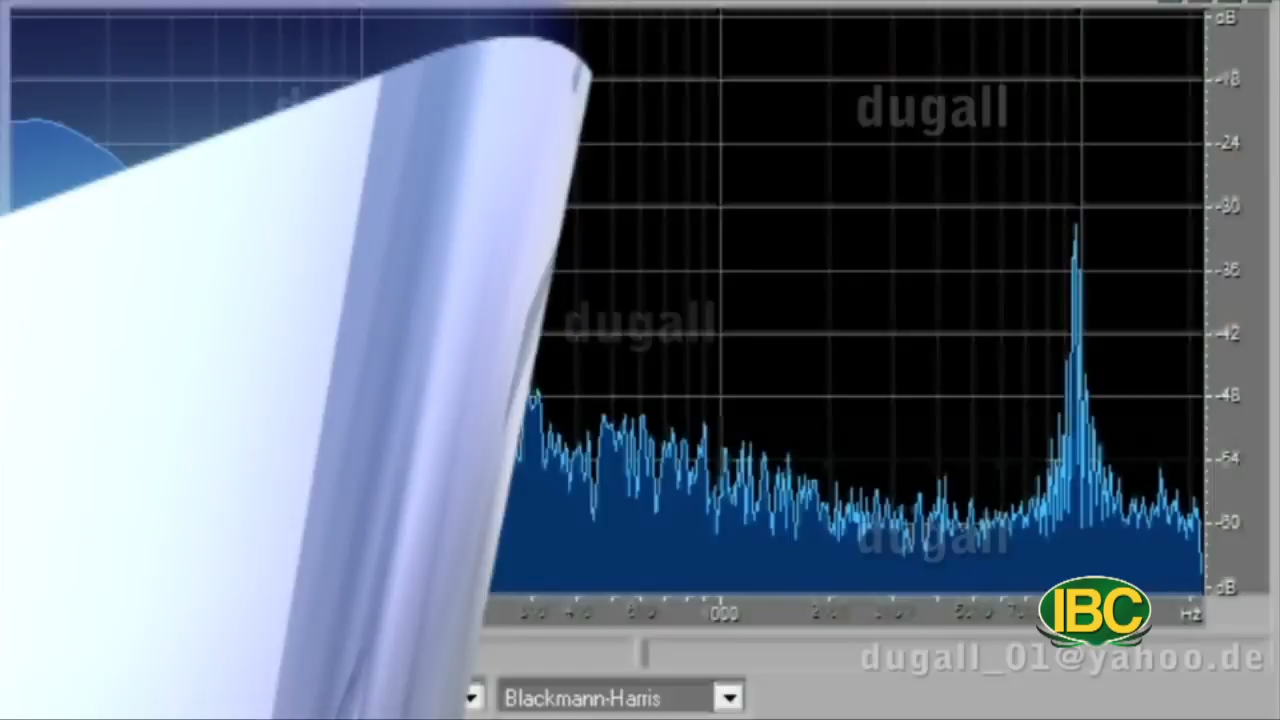 dB
-18
dugall
-24
-30
-36
dugall
-42
-48
-54
dugall
-60
dB
1000
Hz
IBC
dugall_01@yahoo.de
Blackmann-Harris